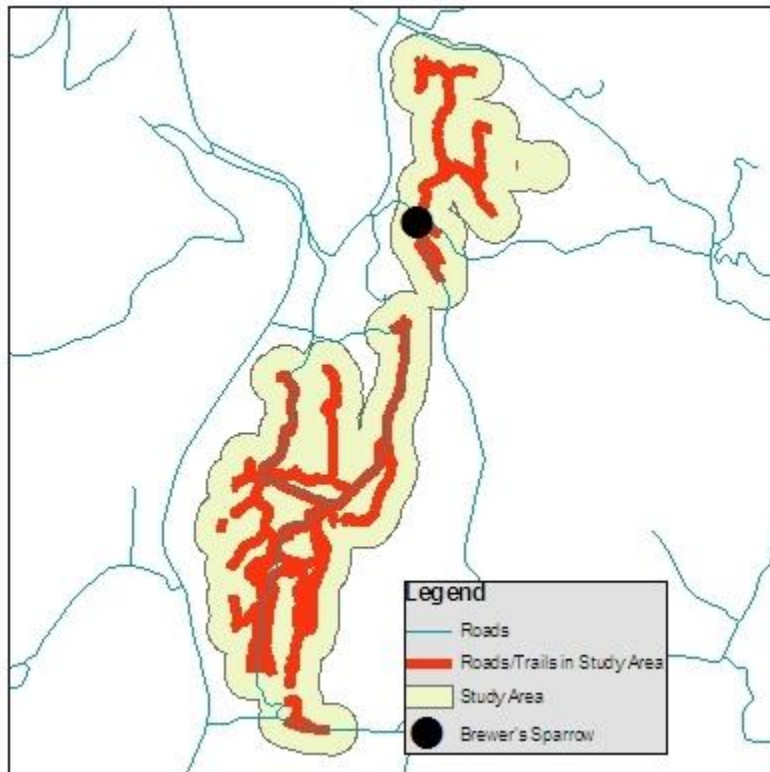 Legend
Roads
Roads/Trails in Study Area
Study Area
Brewer's Sparrow